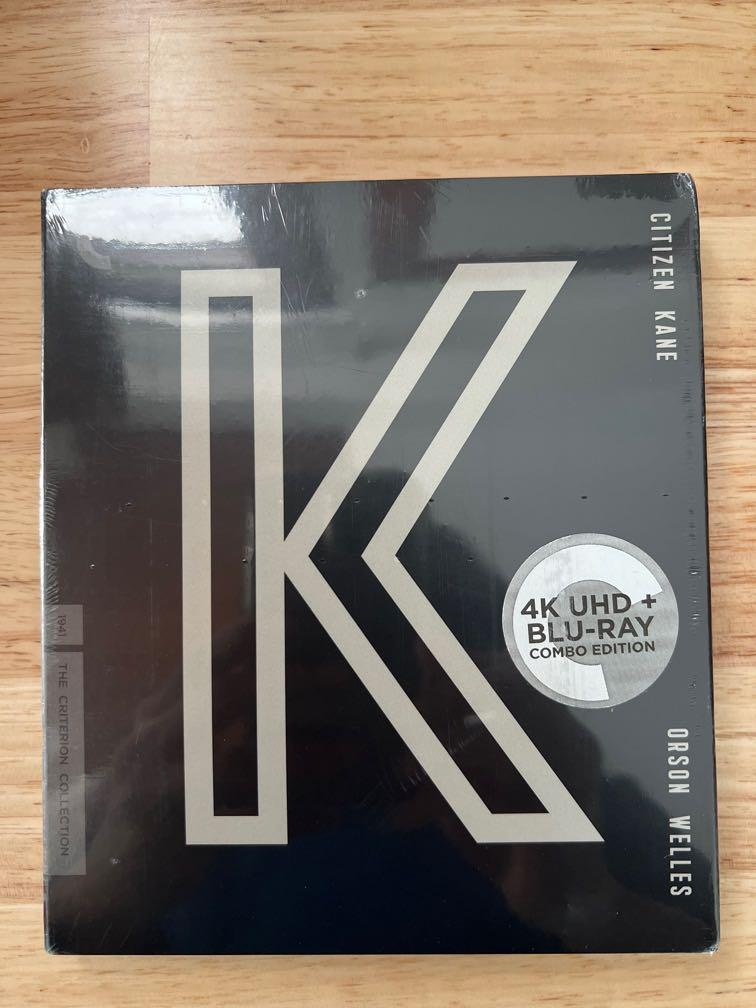 CITIZEN KANE
K
4K UHD +
BLU-RAY
COMBO EDITION
1941
THE CRITERION COLLECTION
ORSON WELLES